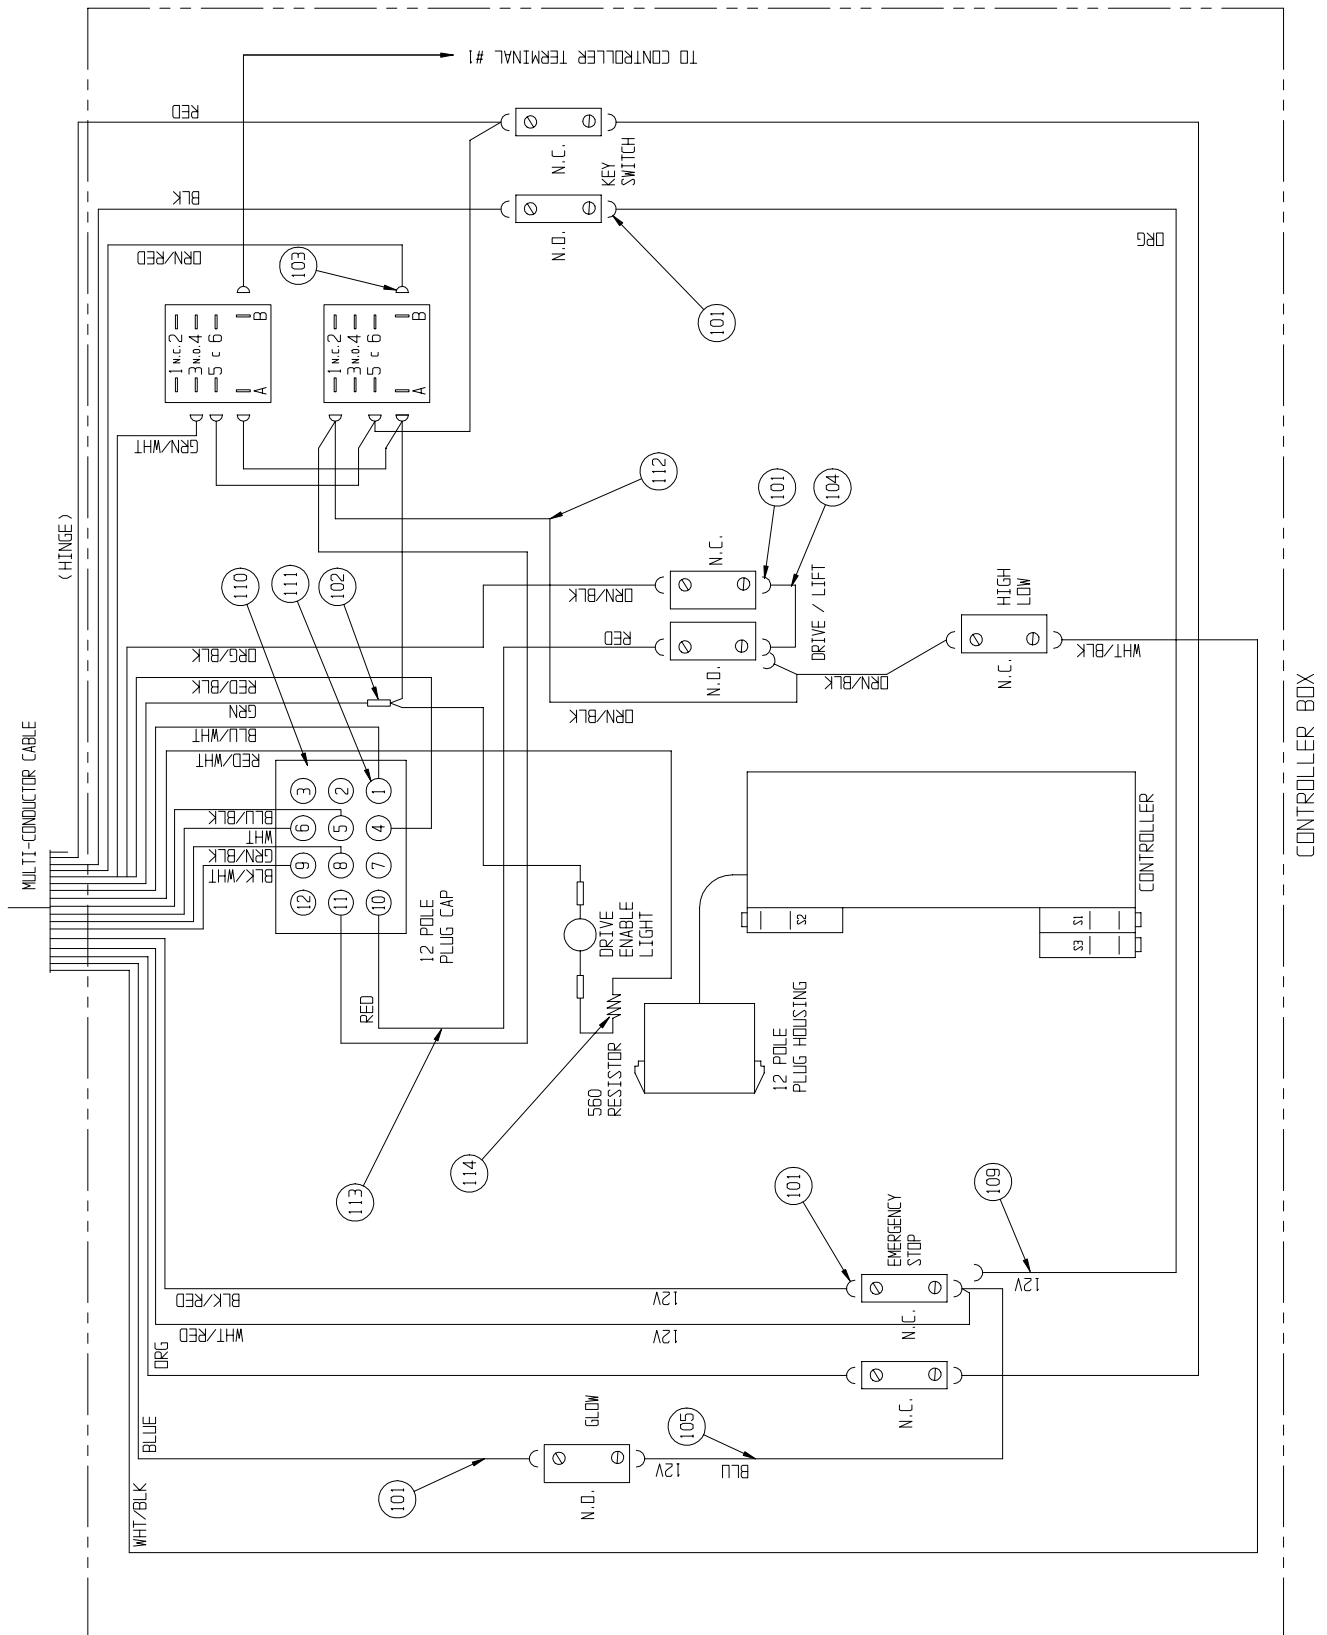 TO CONTROLLER TERMINAL #1
RED
N.C.
KEY
SWITCH
BLK
N.O.
101
ORG
ORN/RED
103
1 N.C. 2
3 N.O. 4
5 C 6
A B
1 N.C. 2
3 N.O. 4
5 C 6
A B
GRN/WHT
(HINGE)
112
101
104
110
111
102
N.C.
ORN/BLK
RED
N.O.
DRIVE / LIFT
HIGH
LOW
N.C.
WHT/BLK
ORN/BLK
ORN/BLK
ORG/BLK
RED/BLK
GRN
BLU/WHT
RED/WHT
MULTI-CONDUCTOR CABLE
BLU/BLK
WHT
GRN/BLK
BLK/WHT
3 2 1
6 5 4
9 8 7
12 11 10
12 POLE
PLUG CAP
RED
DRIVE
ENABLE
LIGHT
560
RESISTOR
12 POLE
PLUG HOUSING
CONTROLLER
S2
S1
S3
CONTROLLER BOX
113
114
101
109
EMERGENCY
STOP
12V
BLK/RED
12V
N.C.
WHT/RED
12V
ORG
N.C.
BLUE
GLOW
105
12V
BLU
101
N.O.
WHT/BLK